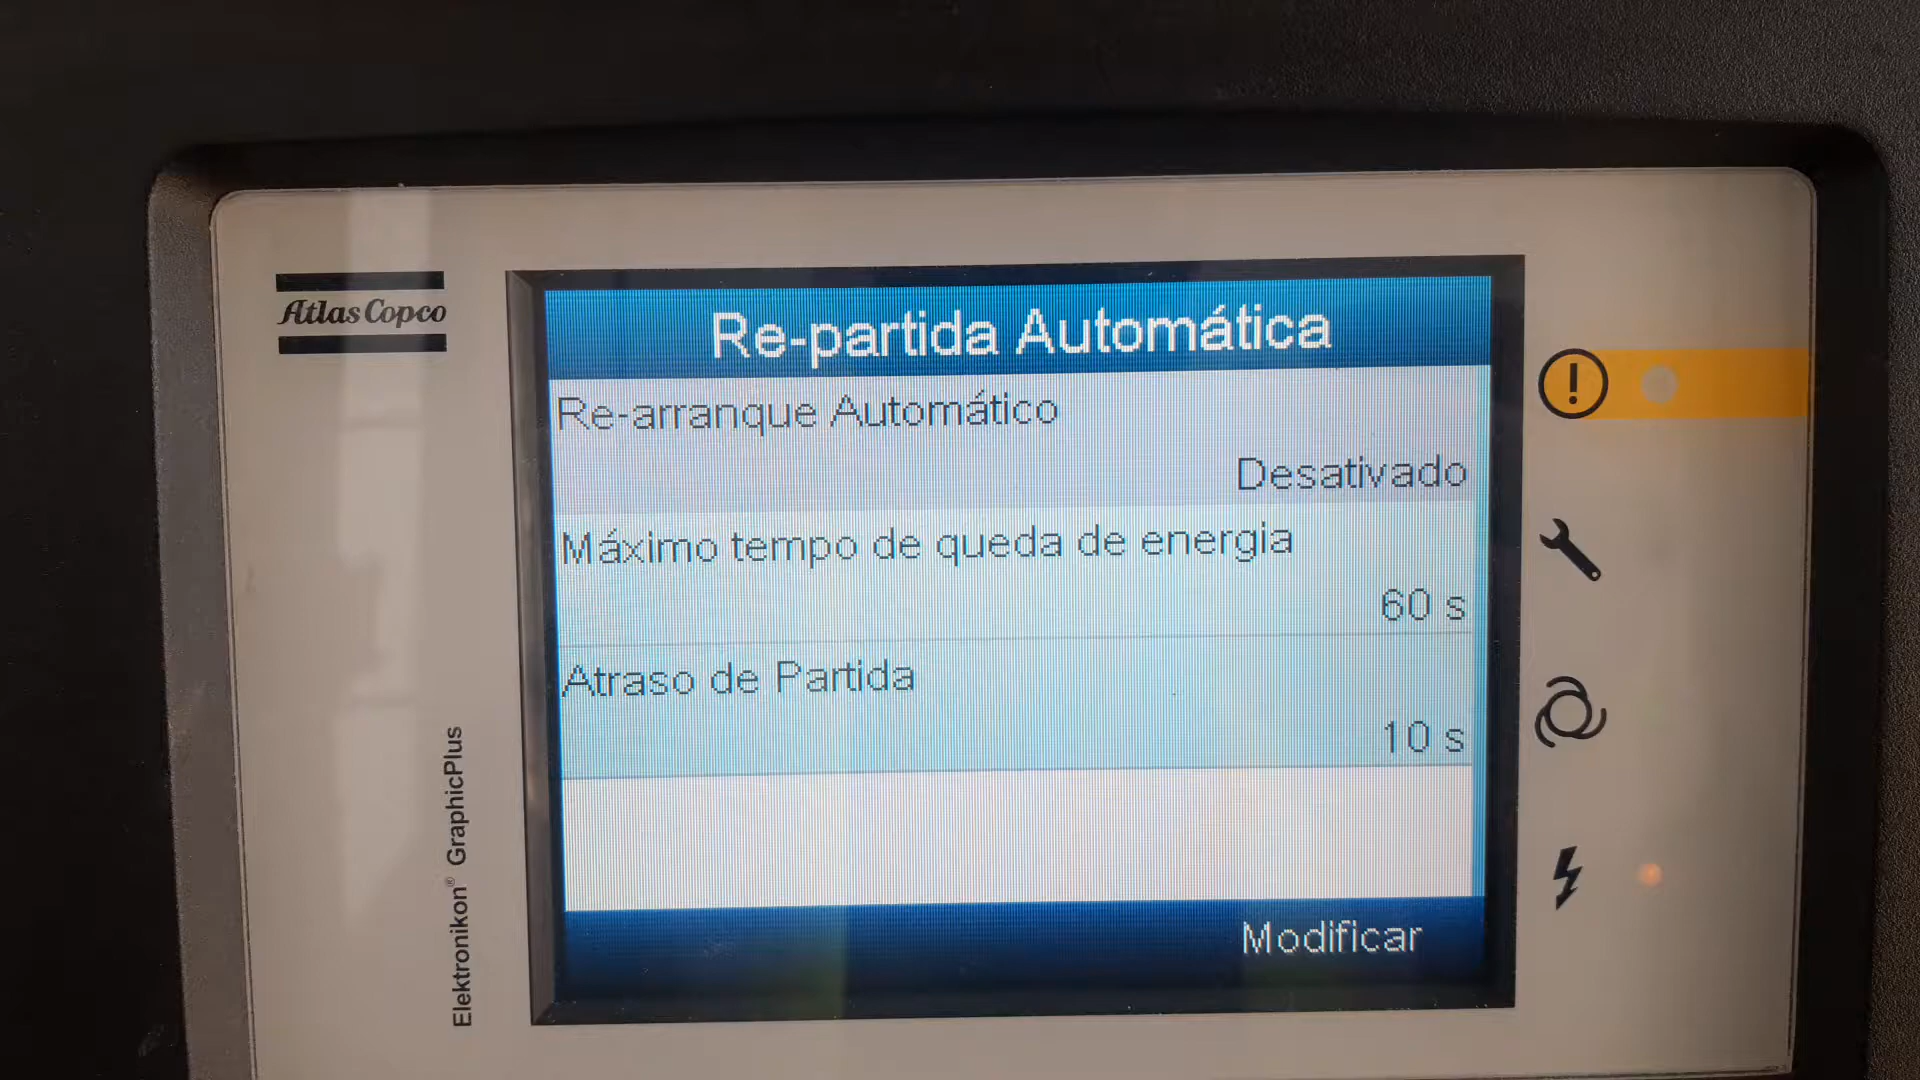 Atlas Copco
Re-partida Automática
Re-arranque Automático
Desativado
Máximo tempo de queda de energia
60 s
Atraso de Partida
10 s
Modificar
Elektronikon® GraphicPlus